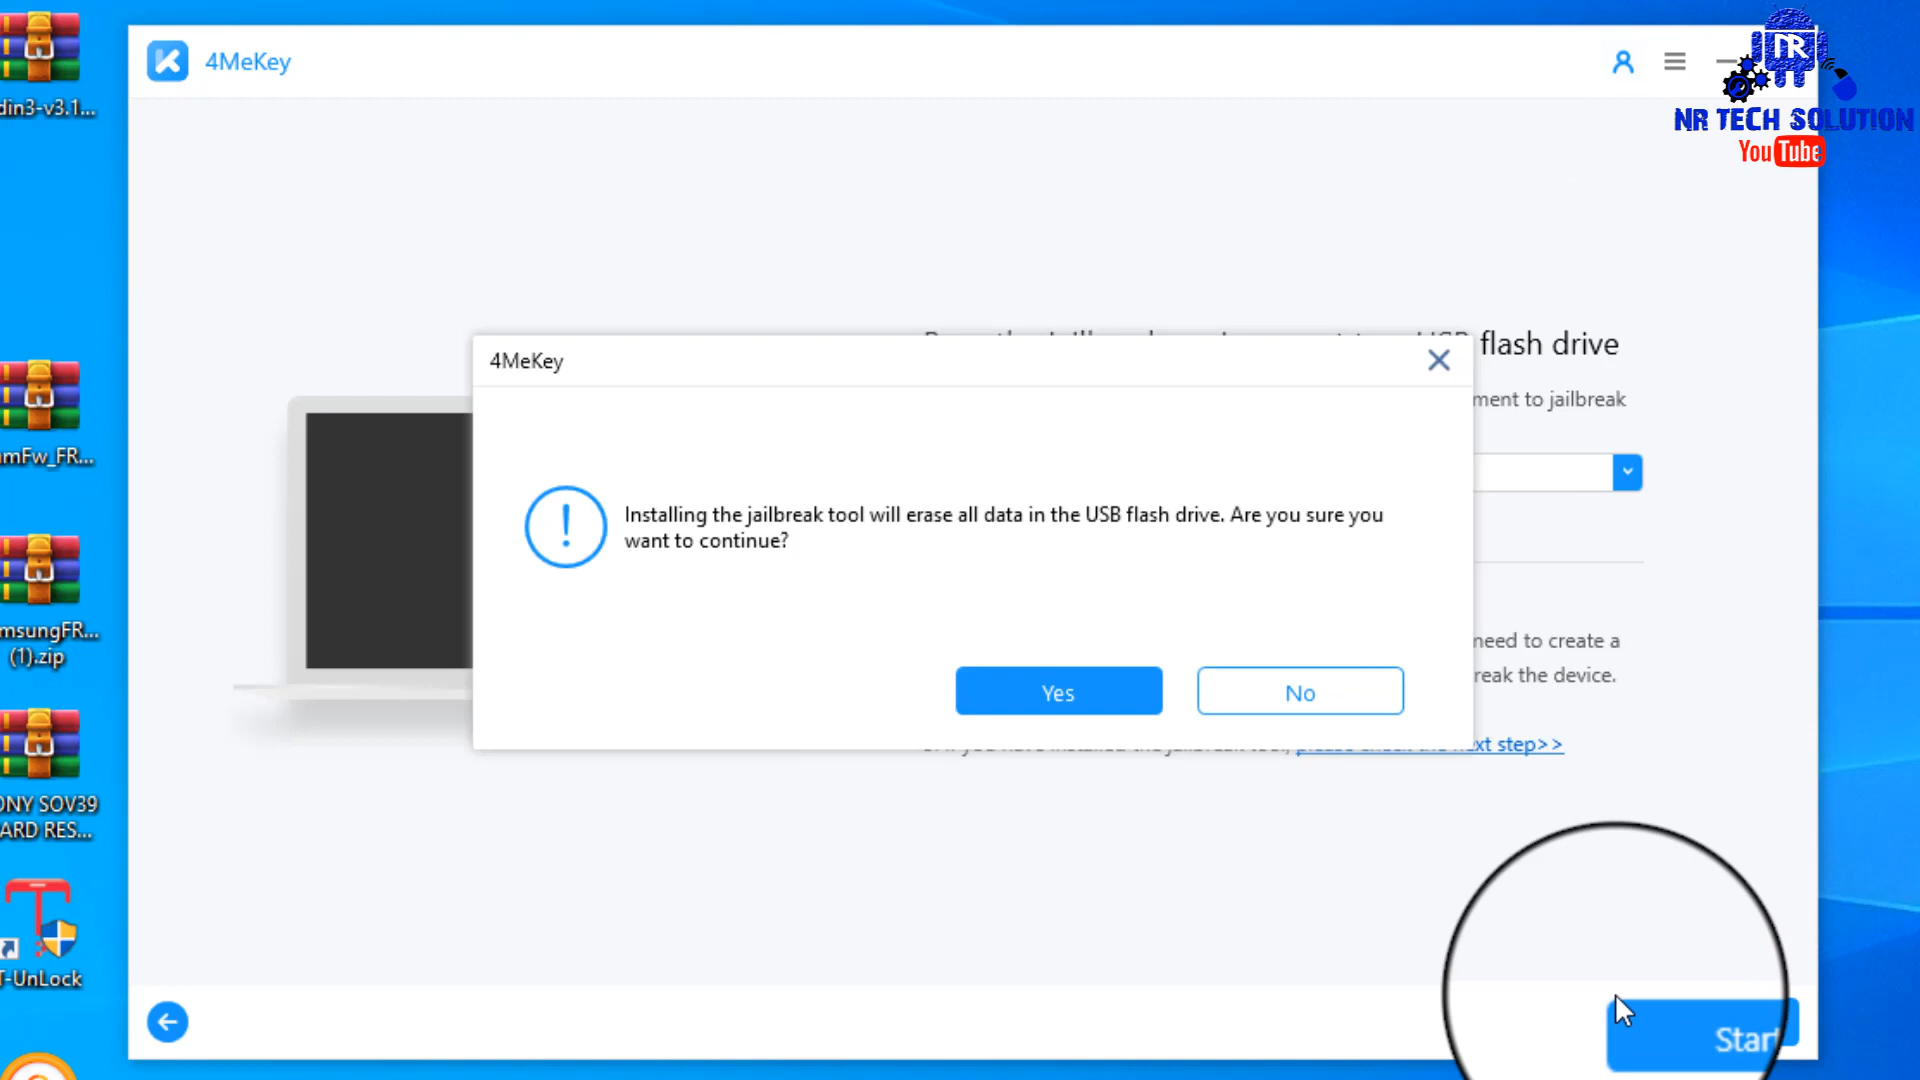 4MeKey
NR TECH SOLUTION
YouTube
din3-v3.1...
flash drive
4MeKey
ment to jailbreak
mFw_FR...
Installing the jailbreak tool will erase all data in the USB flash drive. Are you sure you
want to continue?
msungFR...
(1).zip
need to create a
reak the device.
Yes
No
xt step>>
ONY SOV39
ARD RES...
T-UnLock
Start